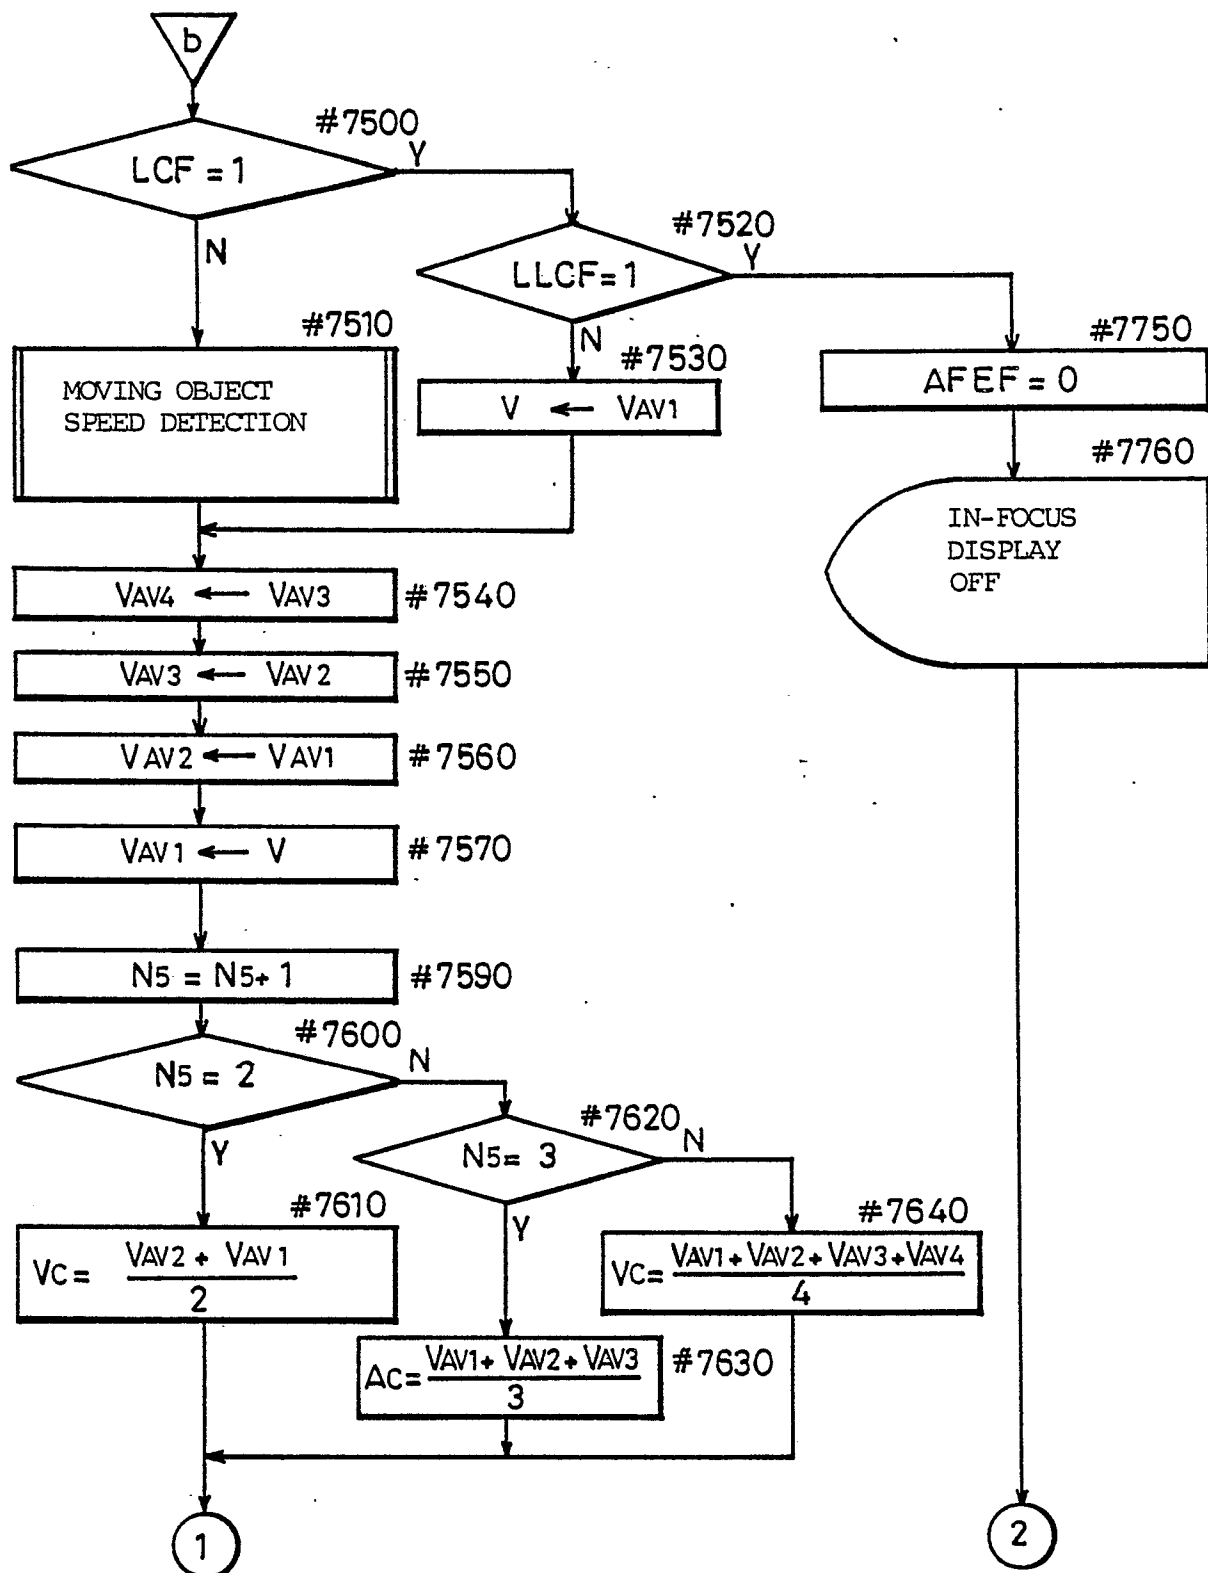 b
#7500
LCF = 1
Y
N
#7520
LLCF = 1
Y
N
#7510
MOVING OBJECT
SPEED DETECTION
#7530
V ← VAV1
#7750
AFEF = 0
#7760
IN-FOCUS
DISPLAY
OFF
VAV4 ← VAV3 #7540
VAV3 ← VAV2 #7550
VAV2 ← VAV1 #7560
VAV1 ← V #7570
N5 = N5 + 1 #7590
#7600
N5 = 2
N
Y
#7620
N5 = 3
N
Y
#7610
VC = VAV2 + VAV1
2
#7640
VC = VAV1 + VAV2 + VAV3 + VAV4
4
AC = VAV1 + VAV2 + VAV3
3
#7630
1
2